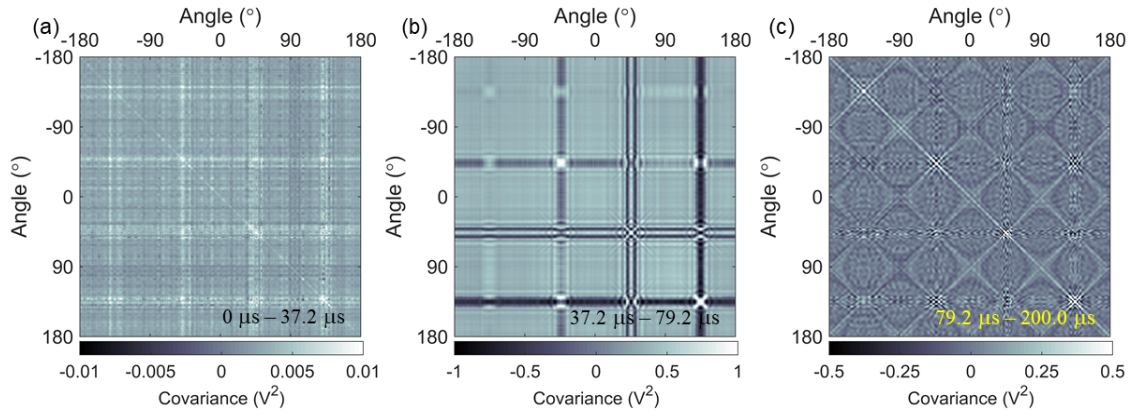 (a)
Angle (°)
-180 -90 0 90 180
-180
-90
0
90
180
Angle (°)
0 μs – 37.2 μs
-0.01 -0.005 0 0.005 0.01
Covariance (V²)
(b)
Angle (°)
-180 -90 0 90 180
-180
-90
0
90
180
Angle (°)
37.2 μs – 79.2 μs
-1 -0.5 0 0.5 1
Covariance (V²)
(c)
Angle (°)
-180 -90 0 90 180
-180
-90
0
90
180
Angle (°)
79.2 μs – 200.0 μs
-0.5 -0.25 0 0.25 0.5
Covariance (V²)